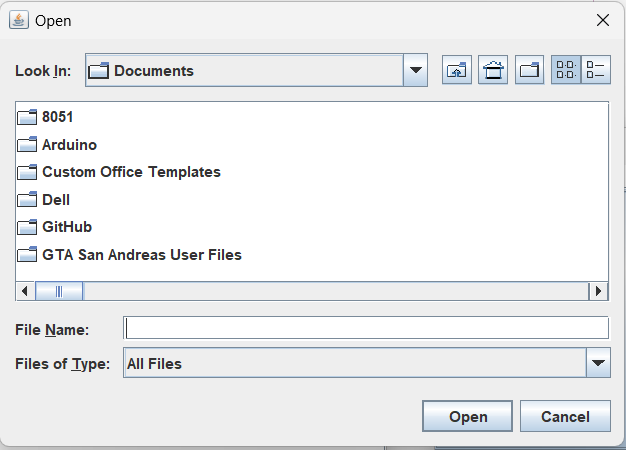 Open
Look In: Documents
8051
Arduino
Custom Office Templates
Dell
GitHub
GTA San Andreas User Files
File Name:
Files of Type: All Files
Open Cancel